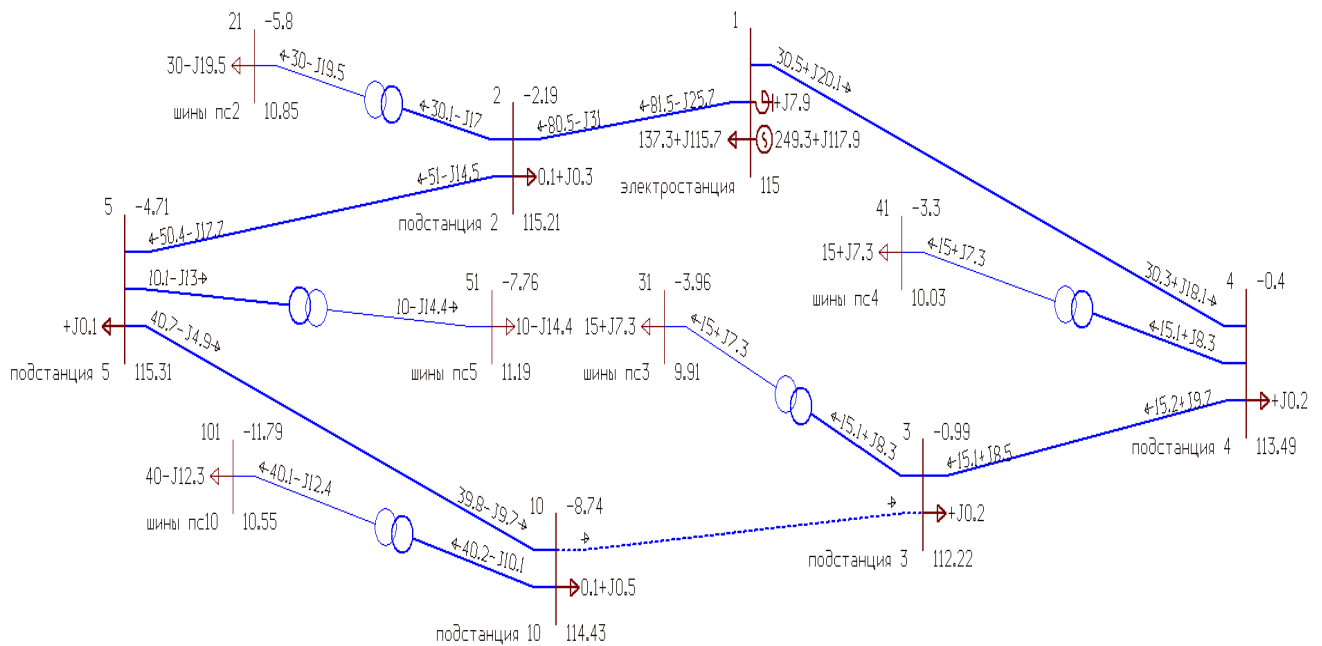 21 -5.8
30-J19.5
←30-J19.5
шины пс2 10.85
←30.1-J17
2 -2.19
←80.5-J31
←81.5-J25.7
1
+J7.9
137.3+J115.7 249.3+J117.9
электростанция 115
30.5+J20.1→
30.3+J18.1→
0.1+J0.3
←51-J14.5
подстанция 2 115.21
5 -4.71
←50.4-J17.7
10.1-J13→
+J0.1
40.7-J4.9→
подстанция 5 115.31
51 -7.76
10-J14.4→
10-J14.4
шины пс5 11.19
31 -3.96
15+J7.3
←15+J7.3
шины пс3 9.91
←15.1+J8.3
41 -3.3
15+J7.3
←15+J7.3
шины пс4 10.03
←15.1+J8.3
4 -0.4
+J0.2
←15.2+J9.7
подстанция 4 113.49
3 -0.99
←15.1+J8.5
+J0.2
подстанция 3 112.22
101 -11.79
40-J12.3
←40.1-J12.4
шины пс10 10.55
←40.2-J10.1
39.8-J9.7→
10 -8.74
0.1+J0.5
подстанция 10 114.43